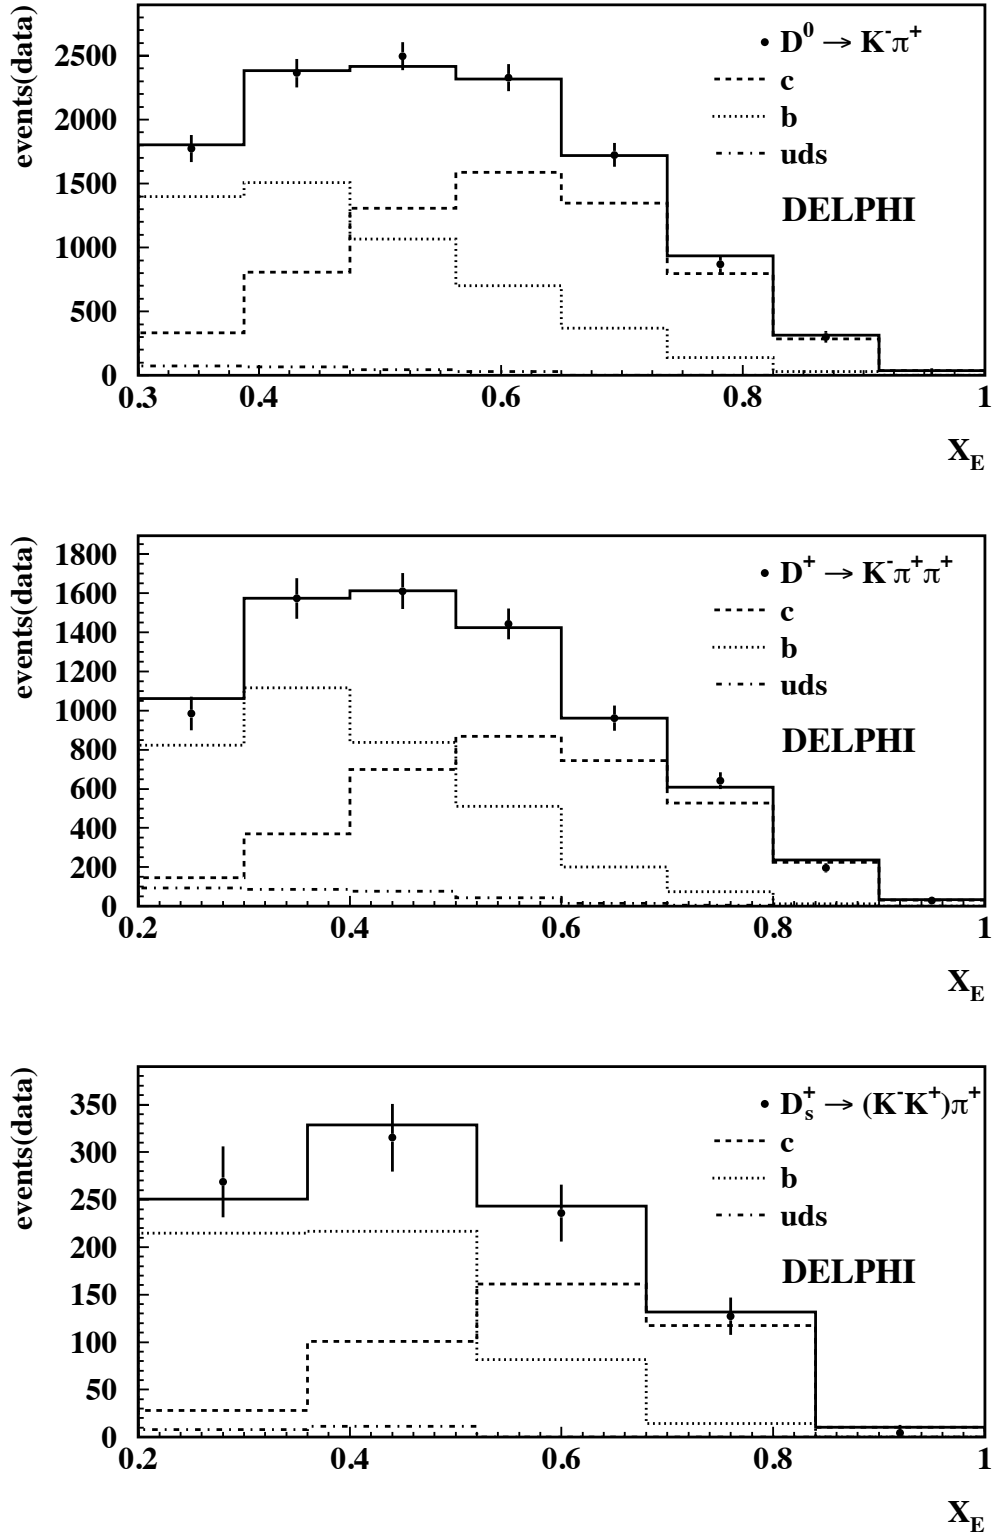 events(data)
2500
2000
1500
1000
500
0
• D⁰ → K⁻π⁺
c
b
uds
DELPHI
0.3 0.4 0.6 0.8 1
X_E
events(data)
1800
1600
1400
1200
1000
800
600
400
200
0
• D⁺ → K⁻π⁺π⁺
c
b
uds
DELPHI
0.2 0.4 0.6 0.8 1
X_E
events(data)
350
300
250
200
150
100
50
0
• D_s⁺ → (K⁻K⁺)π⁺
c
b
uds
DELPHI
0.2 0.4 0.6 0.8 1
X_E